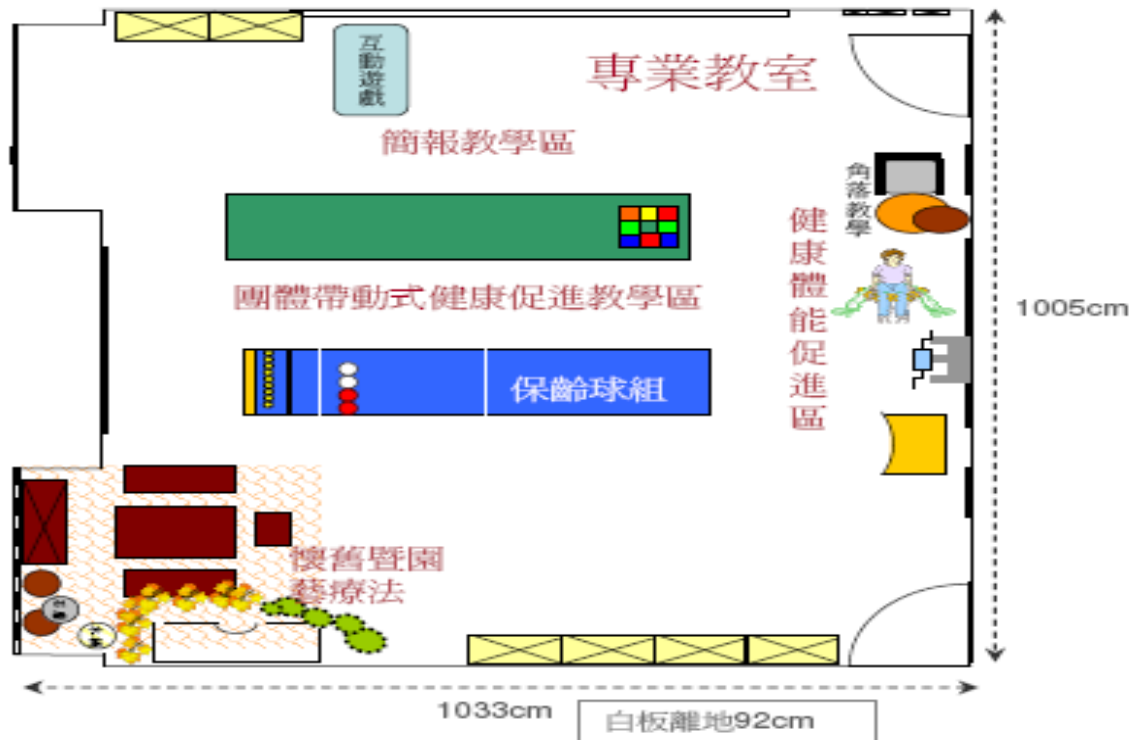 互動遊戲
專業教室
簡報教學區
角落教學
健康體能促進區
團體帶動式健康促進教學區
1005cm
保齡球組
懷舊暨園
藝療法
1033cm
白板離地92cm